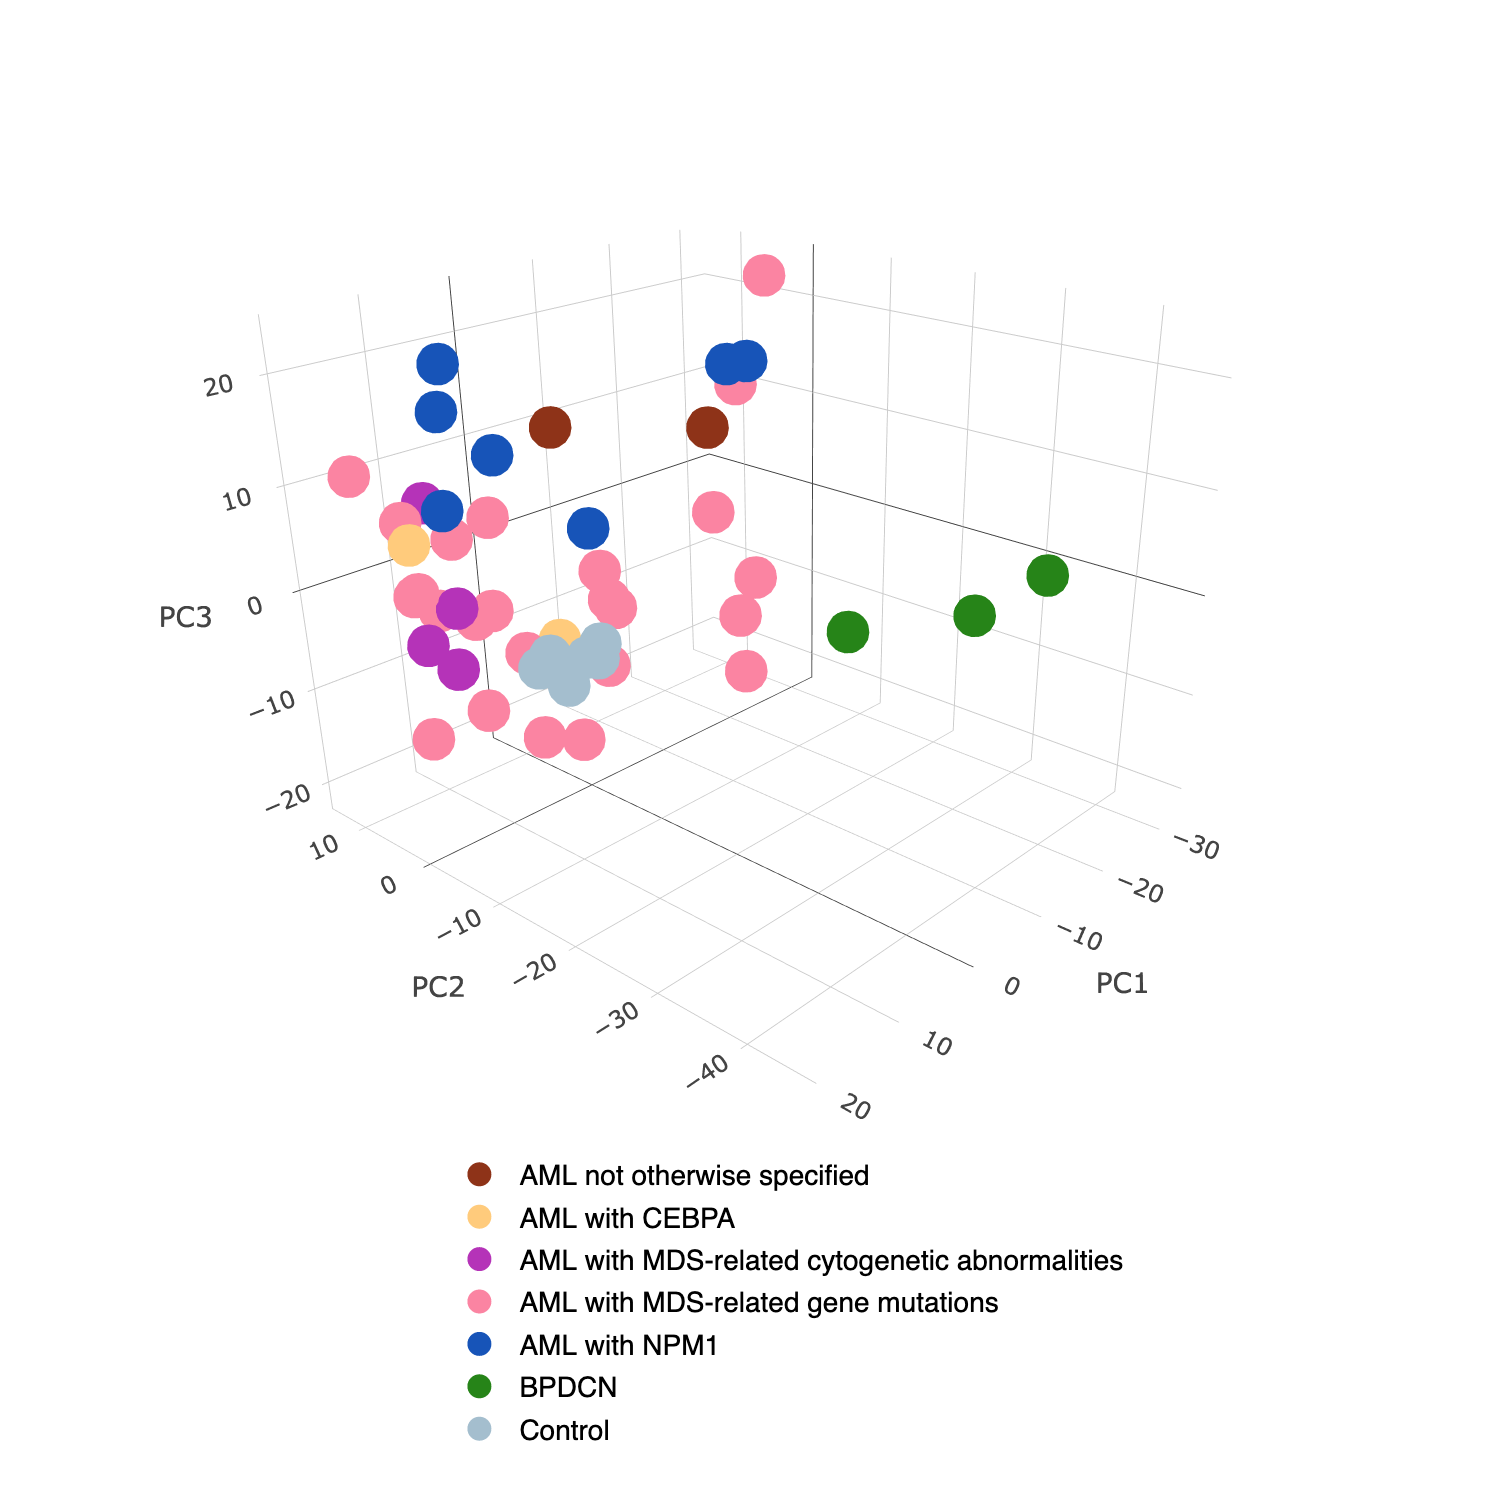 20
10
0
−10
−20
PC3
10
0
−10
−20
−30
−40
PC2
−30
−20
−10
0
10
20
PC1
AML not otherwise specified
AML with CEBPA
AML with MDS-related cytogenetic abnormalities
AML with MDS-related gene mutations
AML with NPM1
BPDCN
Control